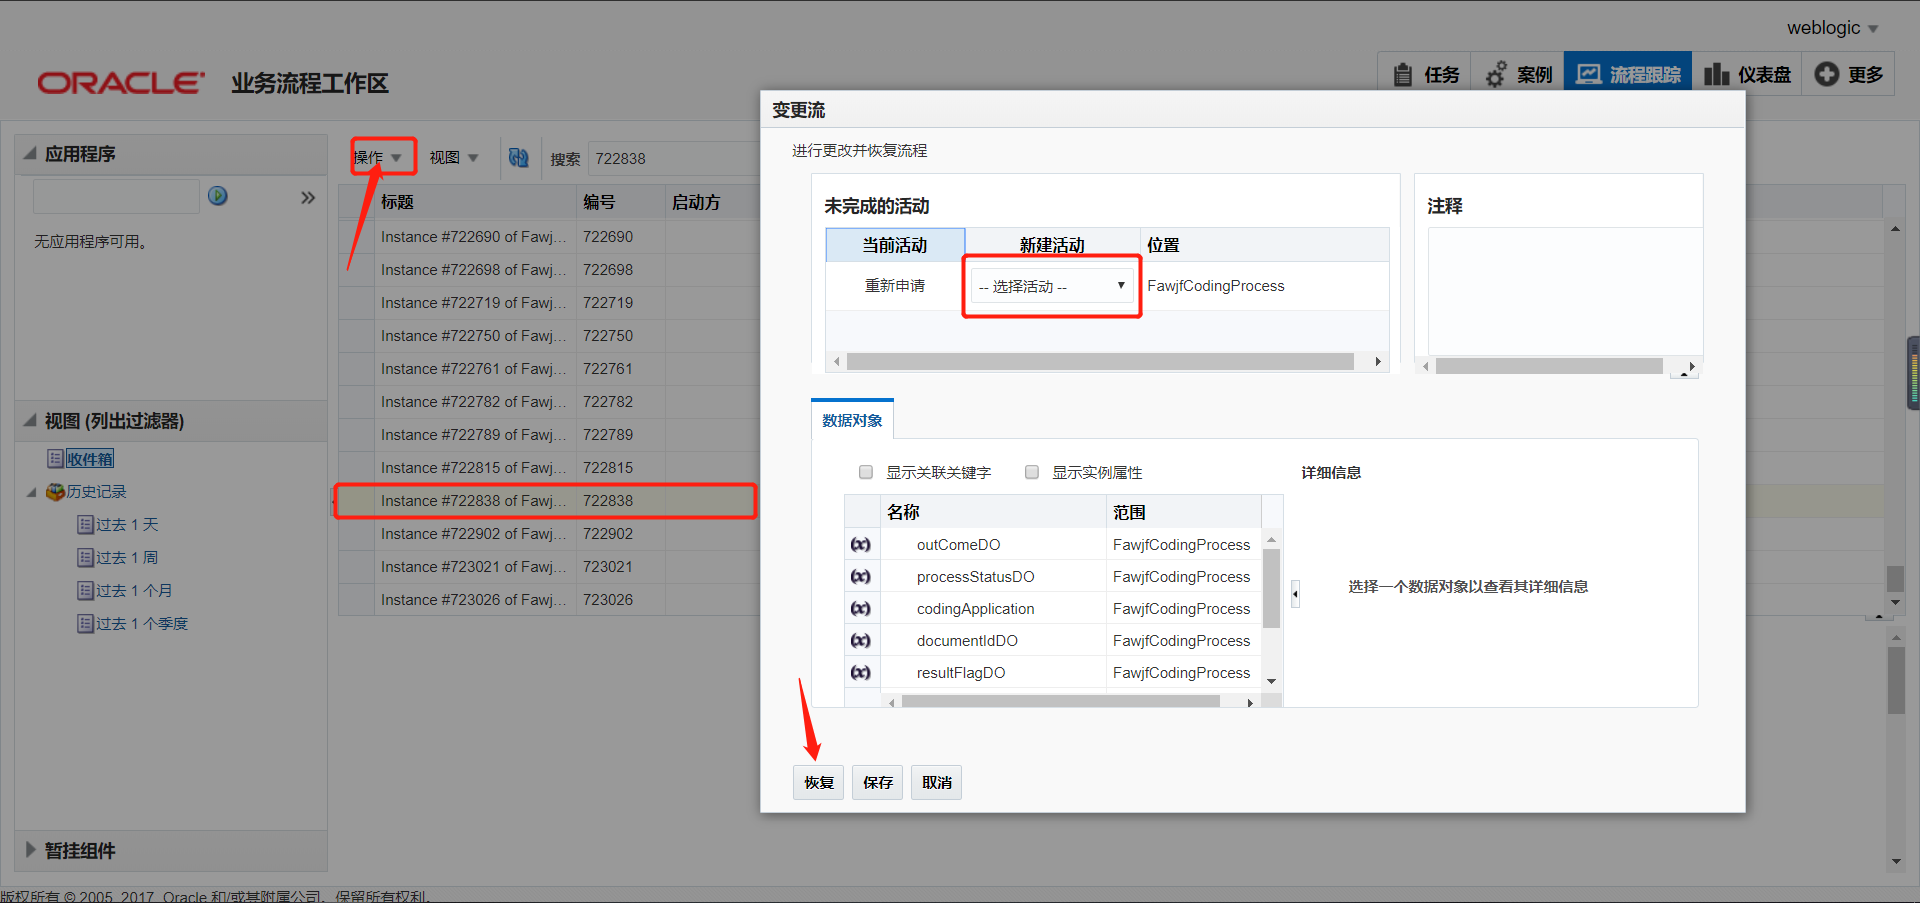 weblogic
ORACLE 业务流程工作区
任务
案例
流程跟踪
仪表盘
更多
应用程序
无应用程序可用。
视图 (列出过滤器)
收件箱
历史记录
过去 1 天
过去 1 周
过去 1 个月
过去 1 个季度
暂挂组件
操作
视图
搜索 722838
标题 编号 启动方
Instance #722690 of Fawj... 722690
Instance #722698 of Fawj... 722698
Instance #722719 of Fawj... 722719
Instance #722750 of Fawj... 722750
Instance #722761 of Fawj... 722761
Instance #722782 of Fawj... 722782
Instance #722789 of Fawj... 722789
Instance #722815 of Fawj... 722815
Instance #722838 of Fawj... 722838
Instance #722902 of Fawj... 722902
Instance #723021 of Fawj... 723021
Instance #723026 of Fawj... 723026
变更流
进行更改并恢复流程
未完成的活动
当前活动 新建活动 位置
重新申请 -- 选择活动 -- FawjfCodingProcess
注释
数据对象
显示关联关键字 显示实例属性
名称 范围
(x) outComeDO FawjfCodingProcess
(x) processStatusDO FawjfCodingProcess
(x) codingApplication FawjfCodingProcess
(x) documentIdDO FawjfCodingProcess
(x) resultFlagDO FawjfCodingProcess
详细信息
选择一个数据对象以查看其详细信息
恢复 保存 取消
版权所有 © 2005, 2017, Oracle 和/或其附属公司。保留所有权利。